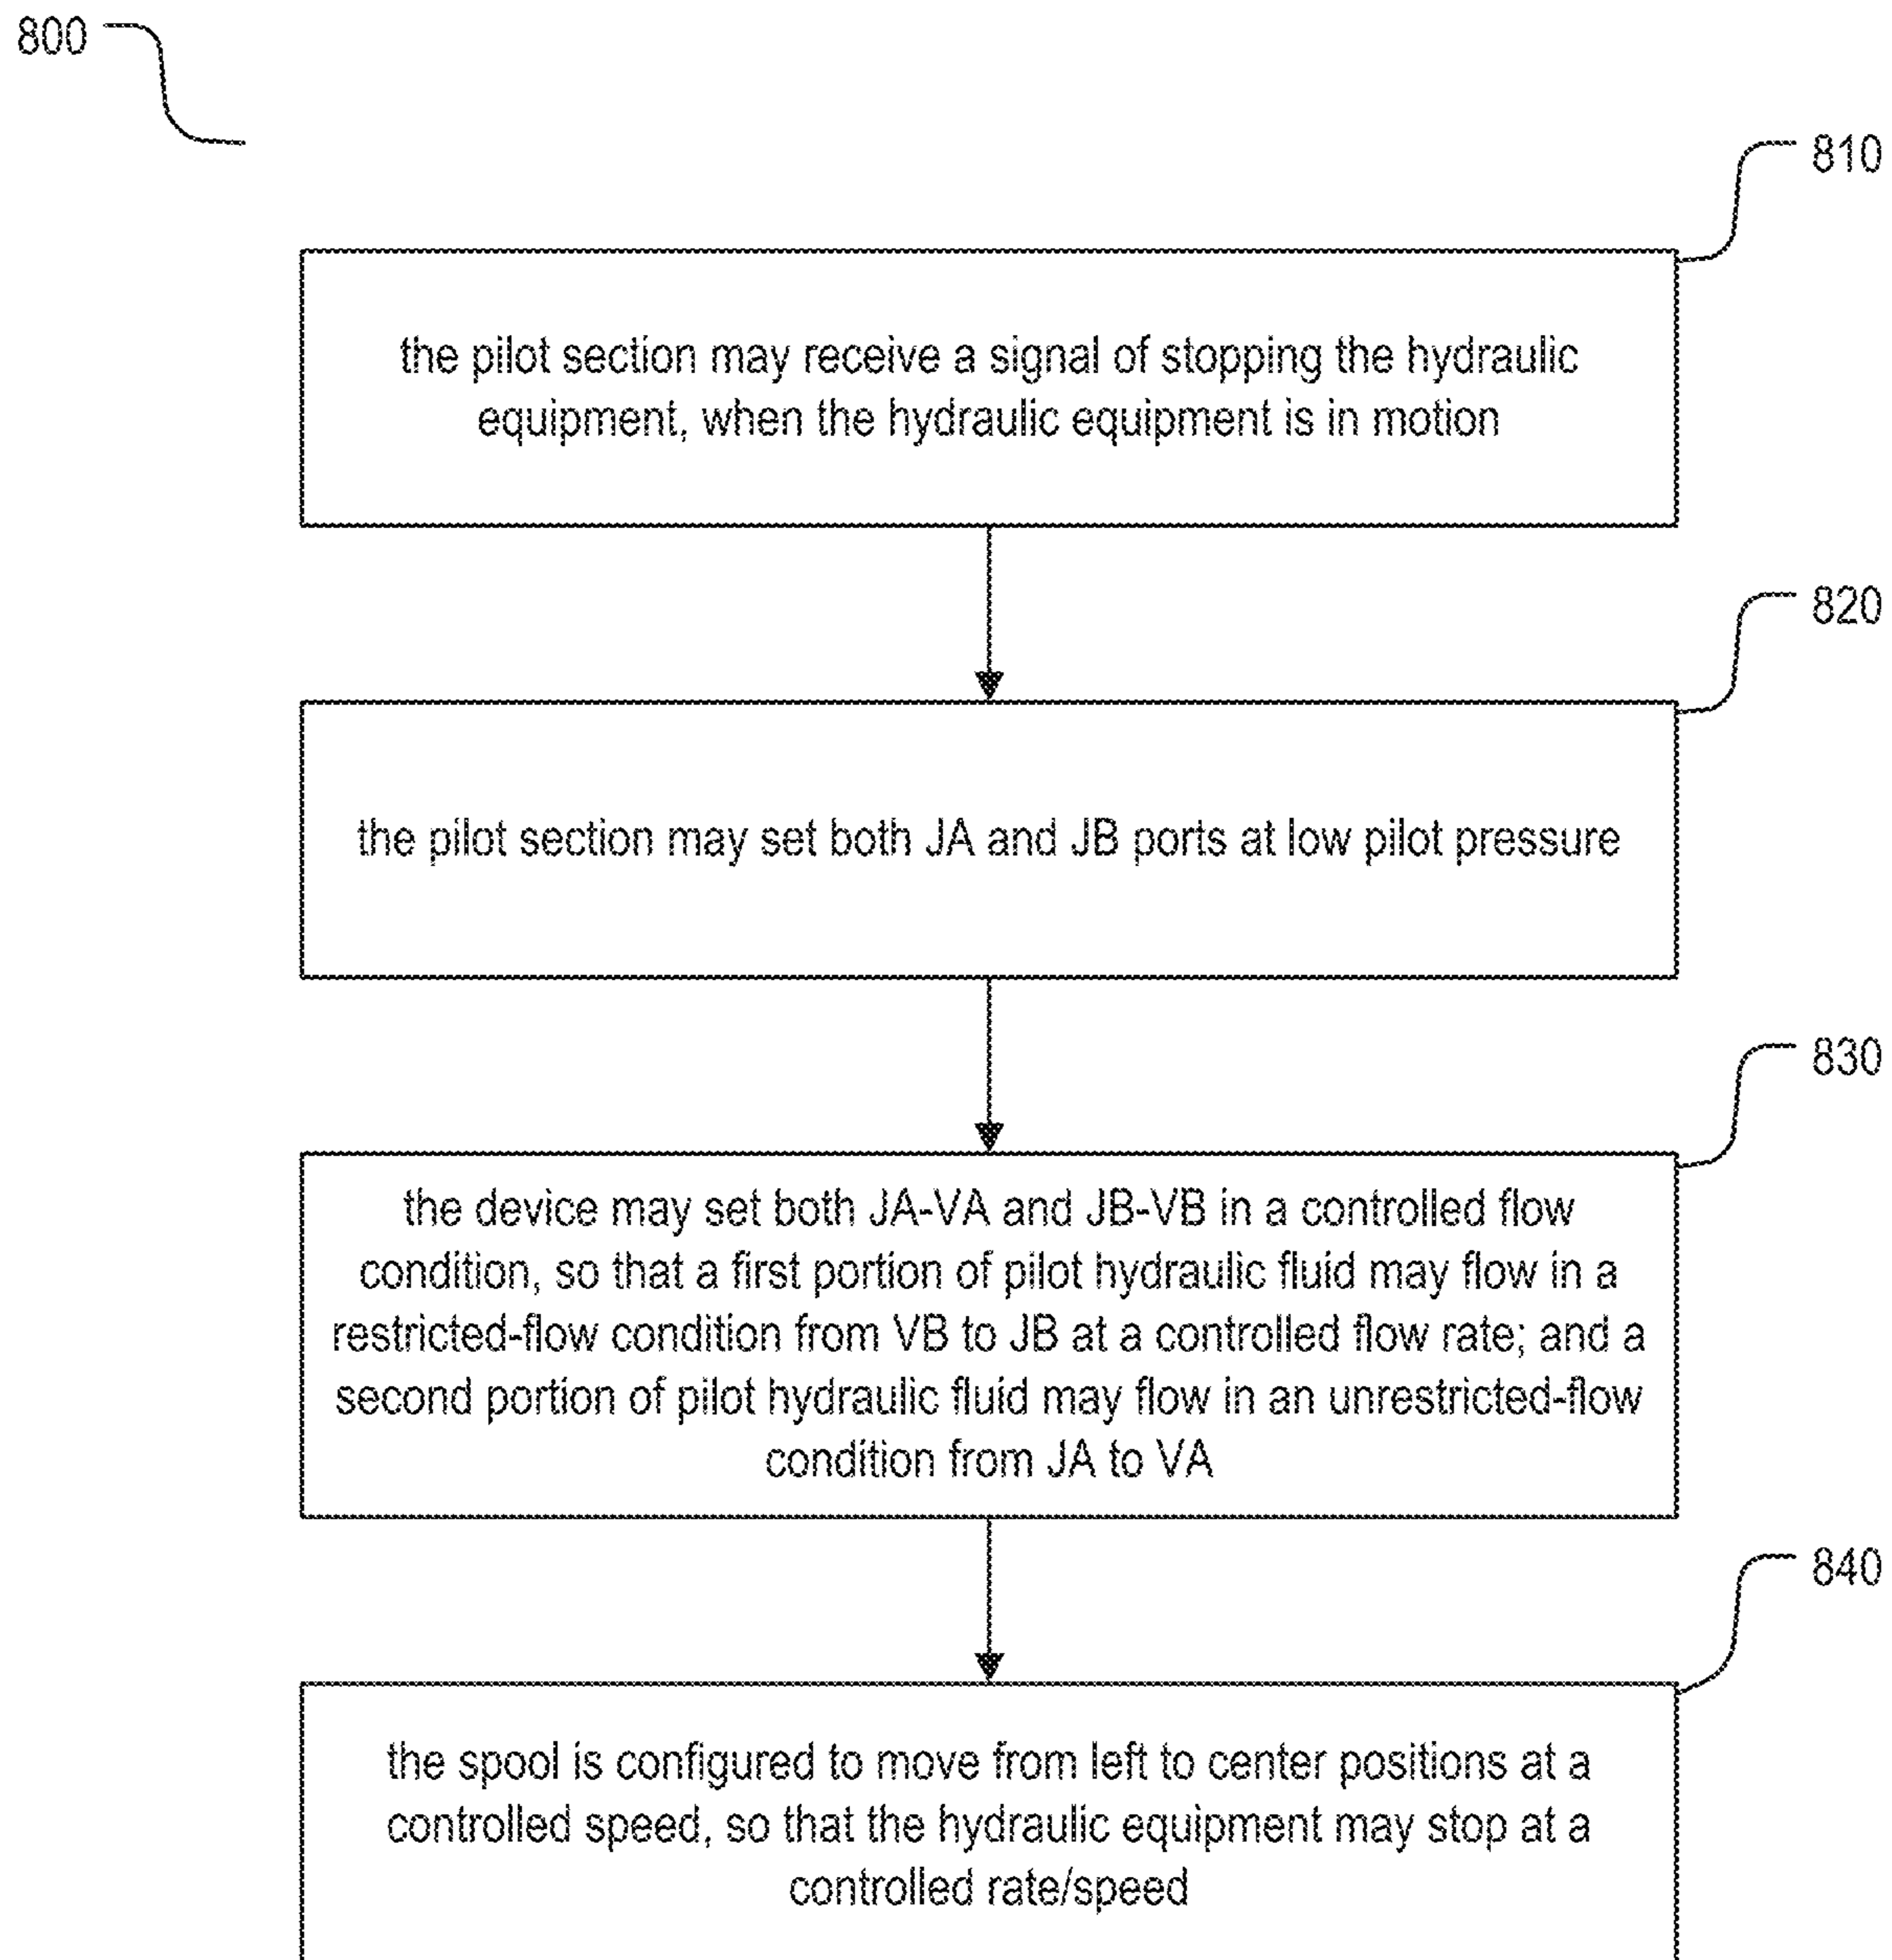 800
810
the pilot section may receive a signal of stopping the hydraulic
equipment, when the hydraulic equipment is in motion
820
the pilot section may set both JA and JB ports at low pilot pressure
830
the device may set both JA-VA and JB-VB in a controlled flow
condition, so that a first portion of pilot hydraulic fluid may flow in a
restricted-flow condition from VB to JB at a controlled flow rate; and a
second portion of pilot hydraulic fluid may flow in an unrestricted-flow
condition from JA to VA
840
the spool is configured to move from left to center positions at a
controlled speed, so that the hydraulic equipment may stop at a
controlled rate/speed